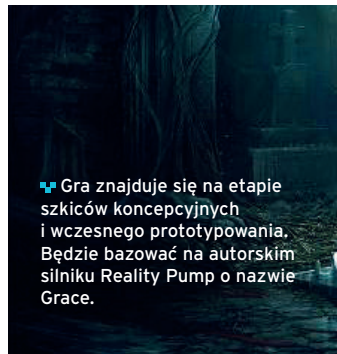 Gra znajduje się na etapie
szkiców koncepcyjnych
i wczesnego prototypowania.
Będzie bazować na autorskim
silniku Reality Pump o nazwie
Grace.